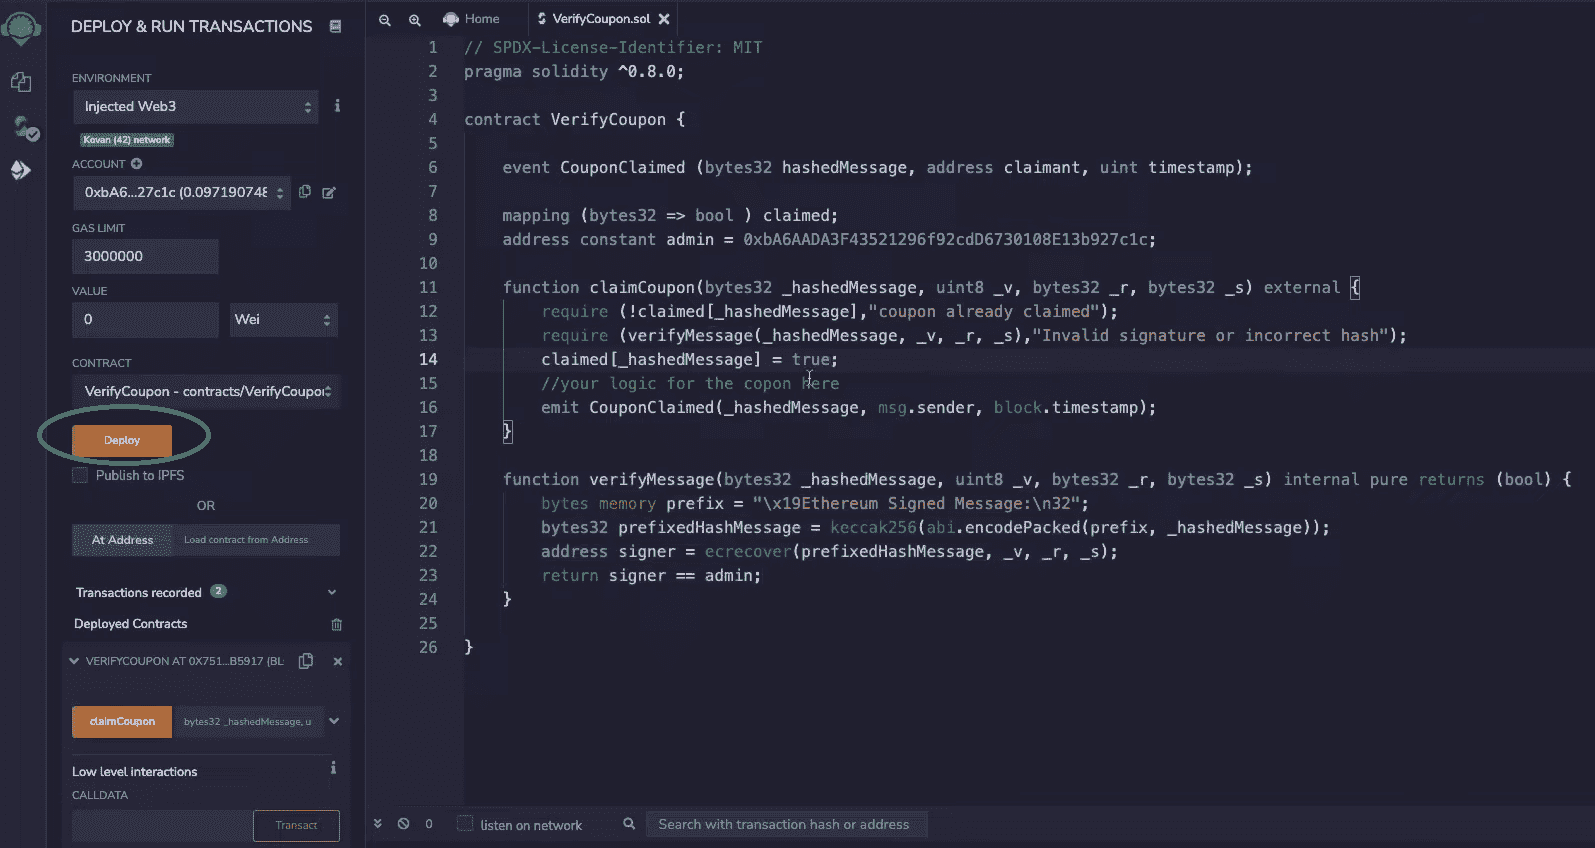 DEPLOY & RUN TRANSACTIONS
ENVIRONMENT
Injected Web3
Kovan (42) network
ACCOUNT
0xbA6...27c1c (0.097190748
GAS LIMIT
3000000
VALUE
0
Wei
CONTRACT
VerifyCoupon - contracts/VerifyCoupon
Deploy
Publish to IPFS
OR
At Address
Load contract from Address
Transactions recorded 2
Deployed Contracts
VERIFYCOUPON AT 0X751...B5917 (BL
claimCoupon
bytes32 _hashedMessage, u
Low level interactions
CALLDATA
Transact
Home
VerifyCoupon.sol
1 // SPDX-License-Identifier: MIT
2 pragma solidity ^0.8.0;
3
4 contract VerifyCoupon {
5
6 event CouponClaimed (bytes32 hashedMessage, address claimant, uint timestamp);
7
8 mapping (bytes32 => bool ) claimed;
9 address constant admin = 0xbA6AADA3F43521296f92cdD6730108E13b927c1c;
10
11 function claimCoupon(bytes32 _hashedMessage, uint8 _v, bytes32 _r, bytes32 _s) external {
12 require (!claimed[_hashedMessage],"coupon already claimed");
13 require (verifyMessage(_hashedMessage, _v, _r, _s),"Invalid signature or incorrect hash");
14 claimed[_hashedMessage] = true;
15 //your logic for the copon here
16 emit CouponClaimed(_hashedMessage, msg.sender, block.timestamp);
17 }
18
19 function verifyMessage(bytes32 _hashedMessage, uint8 _v, bytes32 _r, bytes32 _s) internal pure returns (bool) {
20 bytes memory prefix = "\x19Ethereum Signed Message:\n32";
21 bytes32 prefixedHashMessage = keccak256(abi.encodePacked(prefix, _hashedMessage));
22 address signer = ecrecover(prefixedHashMessage, _v, _r, _s);
23 return signer == admin;
24 }
25
26 }
0
listen on network
Search with transaction hash or address